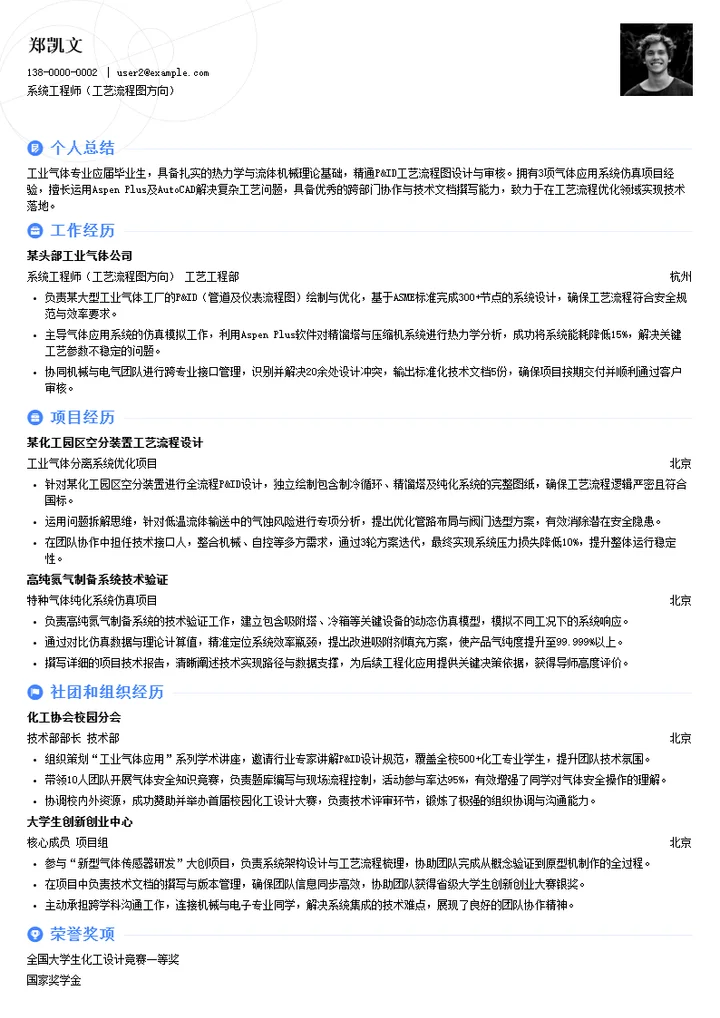 郑凯文
138-0000-0002 | user2@example.com
系统工程师（工艺流程图方向）
个人总结
工业气体专业应届毕业生，具备扎实的热力学与流体机械理论基础，精通P&ID工艺流程图设计与审核。拥有3项气体应用系统仿真项目经
验，擅长运用Aspen Plus及AutoCAD解决复杂工艺问题，具备优秀的跨部门协作与技术文档撰写能力，致力于在工艺流程优化领域实现技术
落地。
工作经历
某头部工业气体公司
系统工程师（工艺流程图方向） 工艺工程部 杭州
• 负责某大型工业气体工厂的P&ID（管道及仪表流程图）绘制与优化，基于ASME标准完成300+节点的系统设计，确保工艺流程符合安全规
范与效率要求。
• 主导气体应用系统的仿真模拟工作，利用Aspen Plus软件对精馏塔与压缩机系统进行热力学分析，成功将系统能耗降低15%，解决关键
工艺参数不稳定的问题。
• 协同机械与电气团队进行跨专业接口管理，识别并解决20余处设计冲突，输出标准化技术文档5份，确保项目按期交付并顺利通过客户
审核。
项目经历
某化工园区空分装置工艺流程设计
工业气体分离系统优化项目 北京
• 针对某化工园区空分装置进行全流程P&ID设计，独立绘制包含制冷循环、精馏塔及纯化系统的完整图纸，确保工艺流程逻辑严密且符合
国标。
• 运用问题拆解思维，针对低温流体输送中的气蚀风险进行专项分析，提出优化管路布局与阀门选型方案，有效消除潜在安全隐患。
• 在团队协作中担任技术接口人，整合机械、自控等多方需求，通过3轮方案迭代，最终实现系统压力损失降低10%，提升整体运行稳定
性。
高纯氮气制备系统技术验证
特种气体纯化系统仿真项目 北京
• 负责高纯氮气制备系统的技术验证工作，建立包含吸附塔、冷箱等关键设备的动态仿真模型，模拟不同工况下的系统响应。
• 通过对比仿真数据与理论计算值，精准定位系统效率瓶颈，提出改进吸附剂填充方案，使产品气纯度提升至99.999%以上。
• 撰写详细的项目技术报告，清晰阐述技术实现路径与数据支撑，为后续工程化应用提供关键决策依据，获得导师高度评价。
社团和组织经历
化工协会校园分会
技术部部长 技术部 北京
• 组织策划“工业气体应用”系列学术讲座，邀请行业专家讲解P&ID设计规范，覆盖全校500+化工专业学生，提升团队技术氛围。
• 带领10人团队开展气体安全知识竞赛，负责题库编写与现场流程控制，活动参与率达95%，有效增强了同学对气体安全操作的理解。
• 协调校内外资源，成功赞助并举办首届校园化工设计大赛，负责技术评审环节，锻炼了极强的组织协调与沟通能力。
大学生创新创业中心
核心成员 项目组 北京
• 参与“新型气体传感器研发”大创项目，负责系统架构设计与工艺流程梳理，协助团队完成从概念验证到原型机制作的全过程。
• 在项目中负责技术文档的撰写与版本管理，确保团队信息同步高效，协助团队获得省级大学生创新创业大赛银奖。
• 主动承担跨学科沟通工作，连接机械与电子专业同学，解决系统集成的技术难点，展现了良好的团队协作精神。
荣誉奖项
全国大学生化工设计竞赛一等奖
国家奖学金